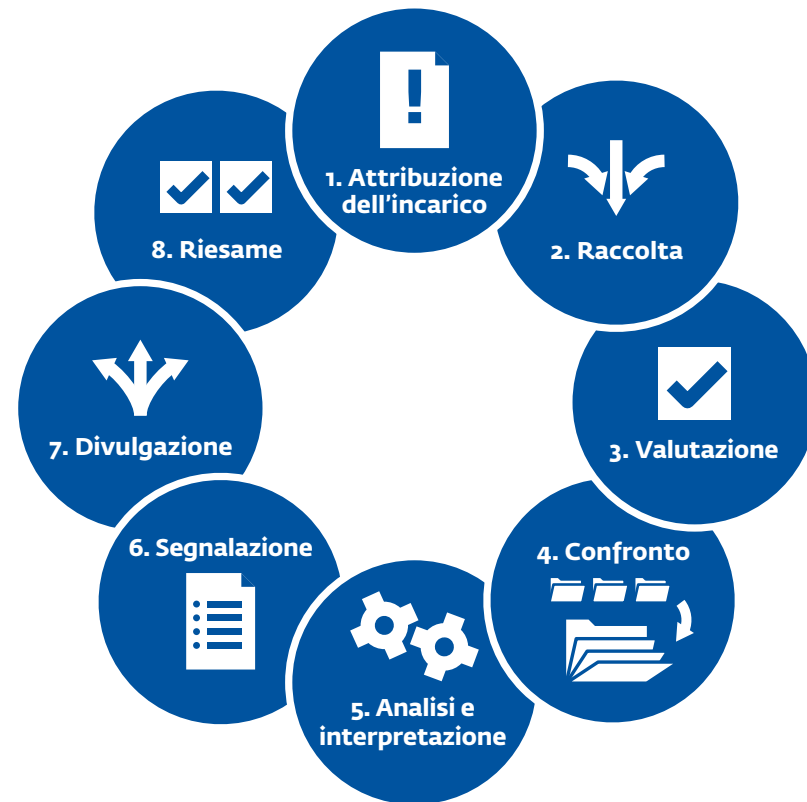 1. Attribuzione
dell'incarico
2. Raccolta
3. Valutazione
4. Confronto
5. Analisi e
interpretazione
6. Segnalazione
7. Divulgazione
8. Riesame